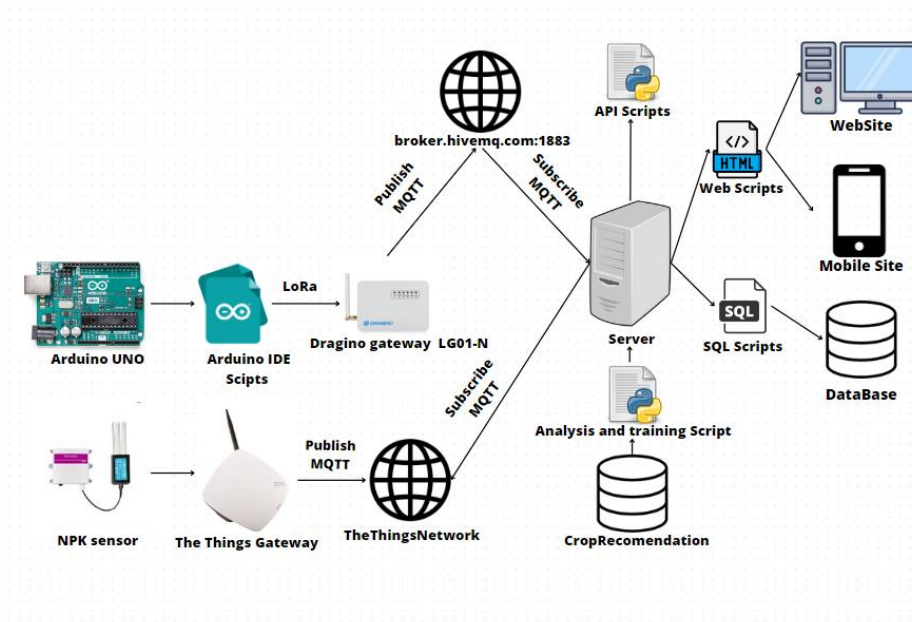 API Scripts
WebSite
broker.hivemq.com:1883
Publish
MQTT
Subscribe
MQTT
</>
HTML
Web Scripts
Mobile Site
Arduino UNO
LoRa
Arduino IDE
Scipts
Dragino gateway LG01-N
Server
SQL
SQL Scripts
DataBase
Subscribe
MQTT
Analysis and training Script
NPK sensor
The Things Gateway
Publish
MQTT
TheThingsNetwork
CropRecomendation